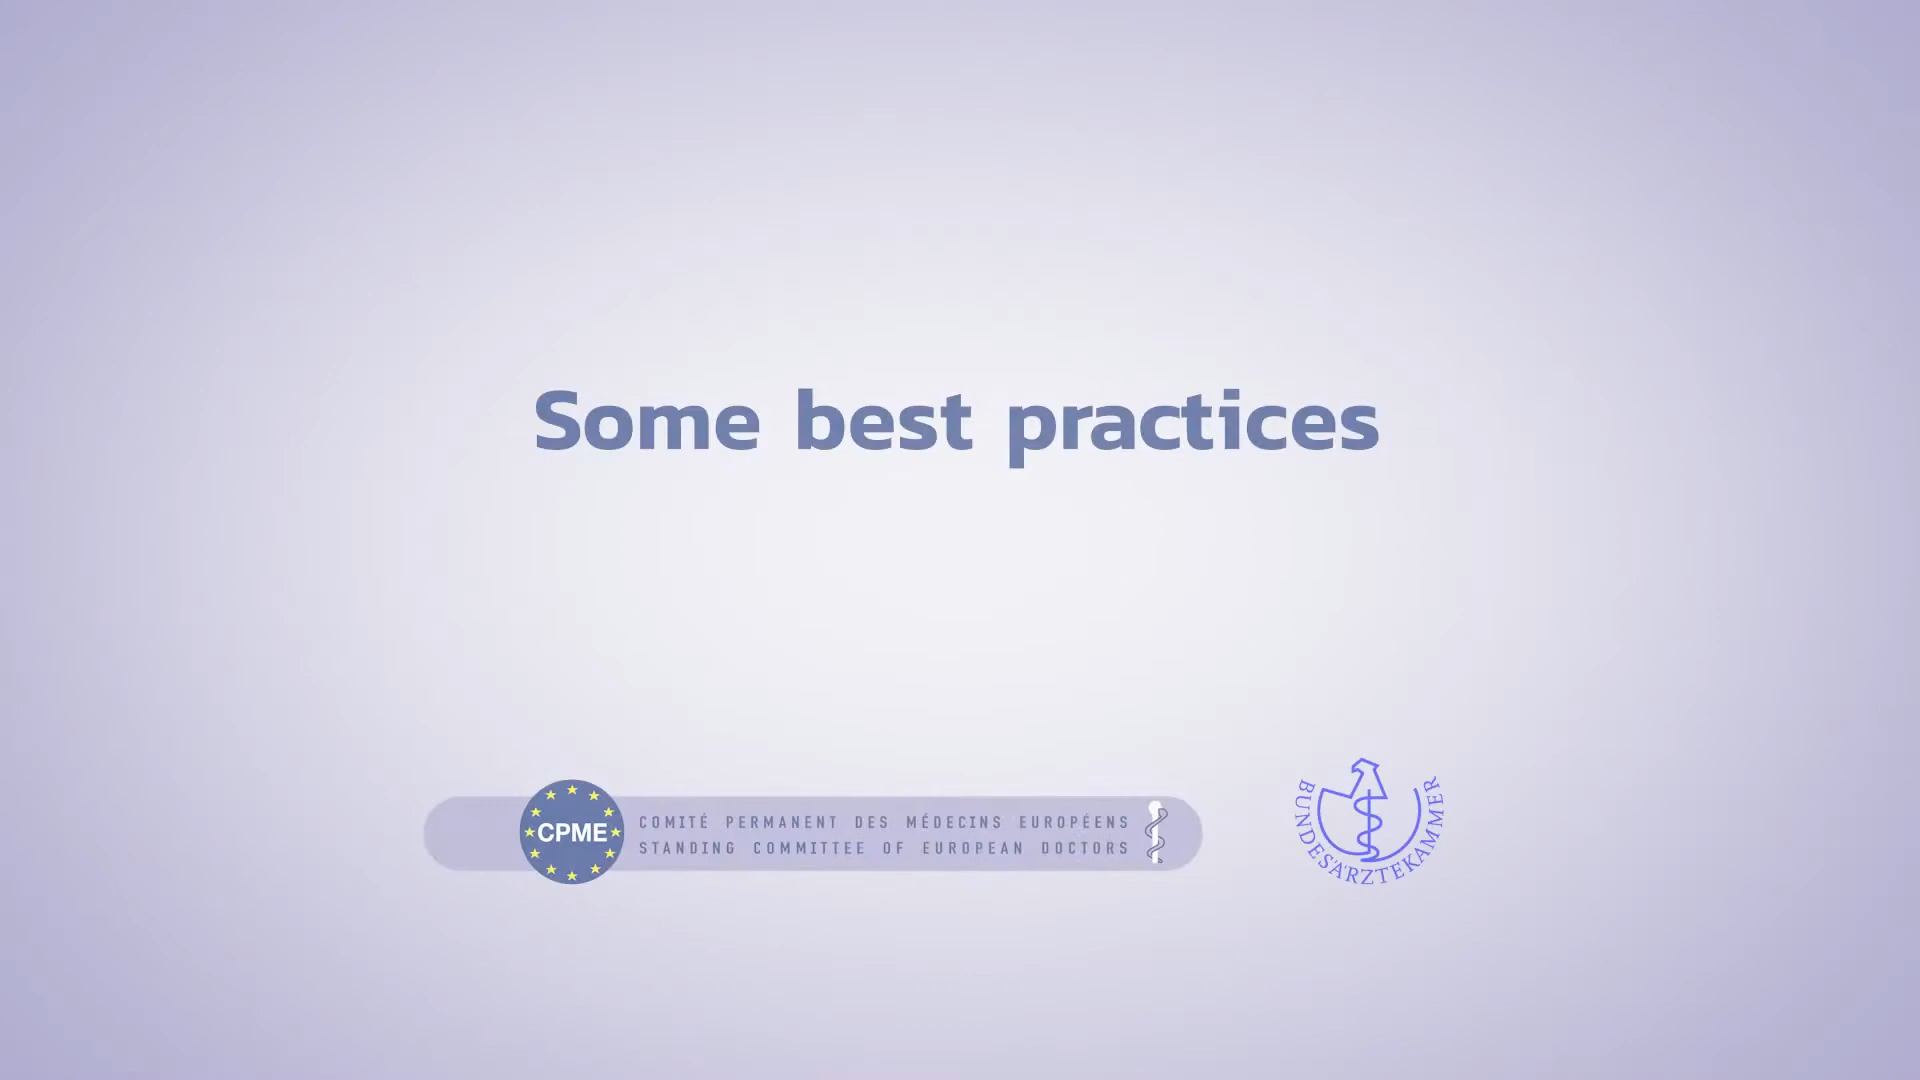 Some best practices
CPME
COMITÉ PERMANENT DES MÉDECINS EUROPÉENS
STANDING COMMITTEE OF EUROPEAN DOCTORS
BUNDESÄRZTEKAMMER